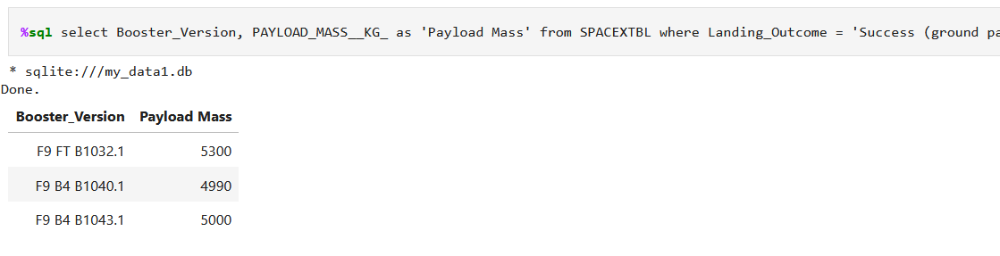 %sql select Booster_Version, PAYLOAD_MASS__KG_ as 'Payload Mass' from SPACEXTBL where Landing_Outcome = 'Success (ground pa
* sqlite:///my_data1.db
Done.
Booster_Version Payload Mass
F9 FT B1032.1 5300
F9 B4 B1040.1 4990
F9 B4 B1043.1 5000